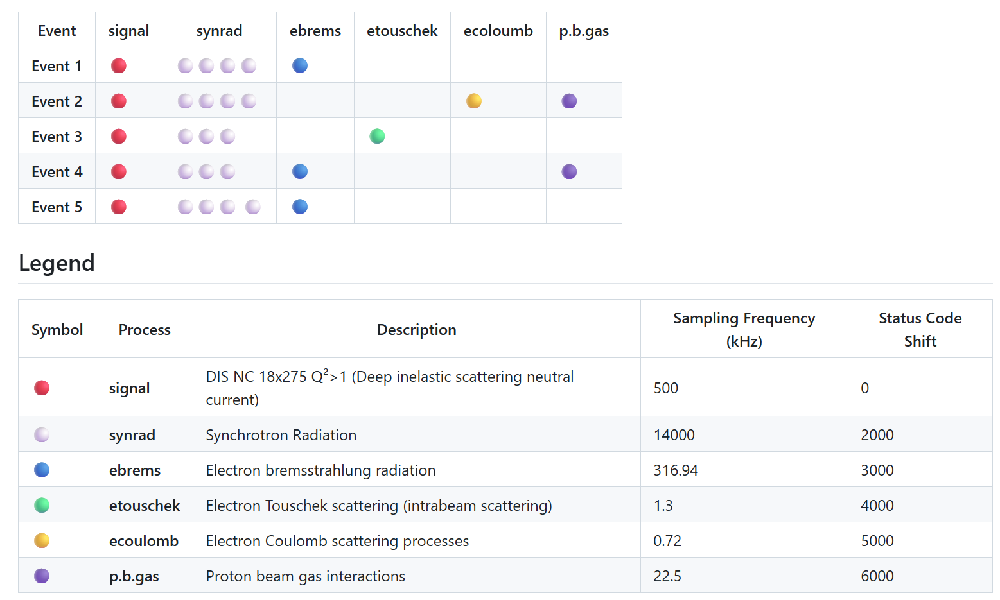 Event signal synrad ebrems etouschek ecoloumb p.b.gas
Event 1
Event 2
Event 3
Event 4
Event 5
Legend
Symbol Process Description Sampling Frequency (kHz) Status Code Shift
signal DIS NC 18x275 Q²>1 (Deep inelastic scattering neutral current) 500 0
synrad Synchrotron Radiation 14000 2000
ebrems Electron bremsstrahlung radiation 316.94 3000
etouschek Electron Touschek scattering (intrabeam scattering) 1.3 4000
ecoulomb Electron Coulomb scattering processes 0.72 5000
p.b.gas Proton beam gas interactions 22.5 6000